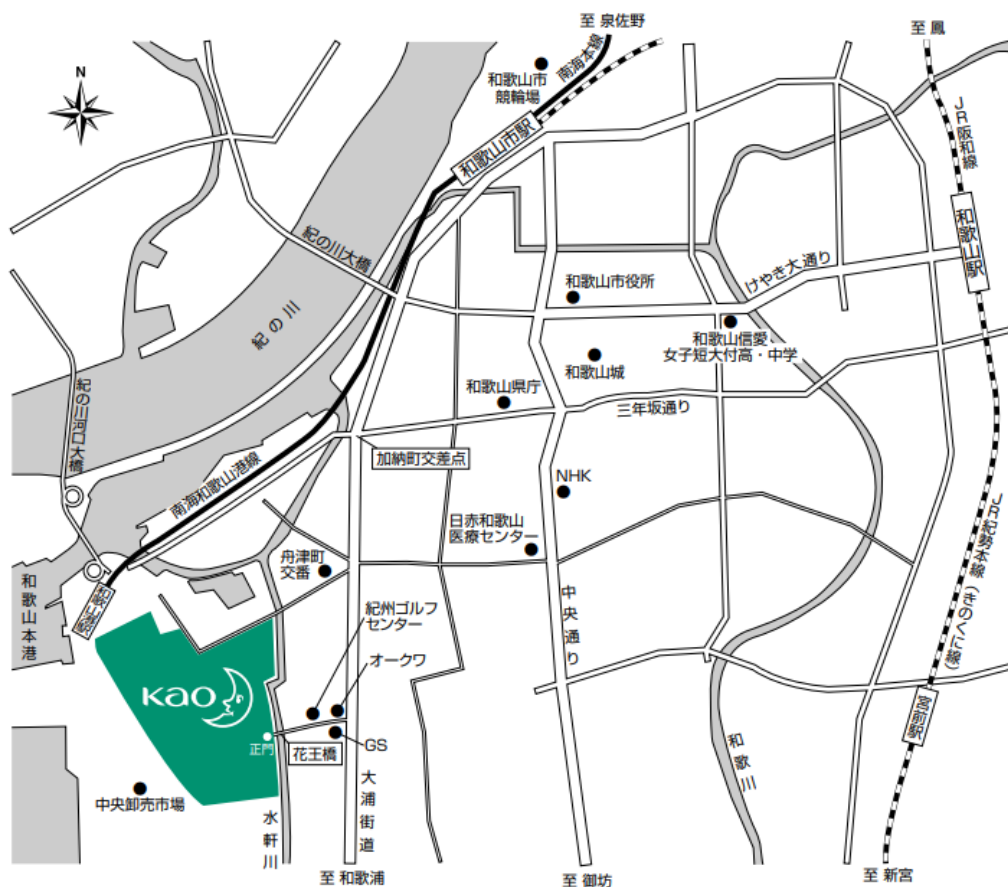 至 泉佐野
至 鳳
N
南海本線
和歌山市
競輪場
和歌山市駅
JR阪和線
和歌山駅
紀の川大橋
けやき大通り
和歌山市役所
紀の川
和歌山信愛
女子短大付高・中学
和歌山城
和歌山県庁
三年坂通り
紀の川河口大橋
加納町交差点
南海和歌山港線
NHK
日赤和歌山
医療センター
JR紀勢本線（きのくに線）
舟津町
交番
和歌山本港
和歌山港駅
中央通り
紀州ゴルフ
センター
オークワ
Kao
宮前駅
正門
花王橋
GS
和歌川
中央卸売市場
大浦街道
水軒川
至 和歌浦
至 御坊
至 新宮